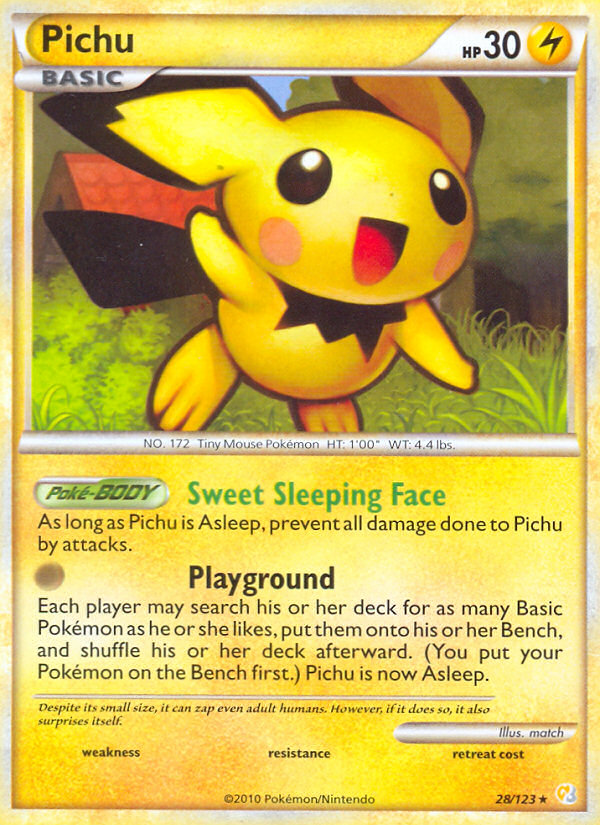 Pichu HP 30
BASIC
NO. 172 Tiny Mouse Pokémon HT: 1'00" WT: 4.4 lbs.
Poké-BODY Sweet Sleeping Face
As long as Pichu is Asleep, prevent all damage done to Pichu
by attacks.
Playground
Each player may search his or her deck for as many Basic
Pokémon as he or she likes, put them onto his or her Bench,
and shuffle his or her deck afterward. (You put your
Pokémon on the Bench first.) Pichu is now Asleep.
Despite its small size, it can zap even adult humans. However, if it does so, it also
surprises itself.
Illus. match
weakness resistance retreat cost
©2010 Pokémon/Nintendo 28/123 ★